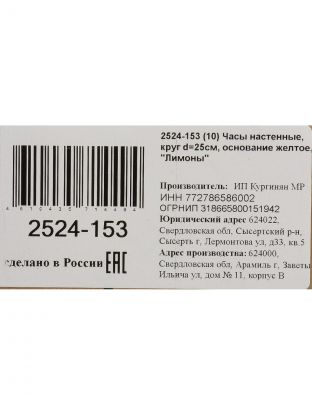 2524-153 (10) Часы настенные,
круг d=25см, основание желтое,
"Лимоны"
Производитель: ИП Кургинян МР
ИНН 772786586002
ОГРНИП 318665800151942
Юридический адрес 624022,
Свердловская обл, Сысертский р-н,
Сысерть г, Лермонтова ул, д33, кв.5
Адрес производства: 624000,
Свердловская обл, Арамиль г, Заветы
Ильича ул, дом № 11, корпус В
2524-153
сделано в России EAC